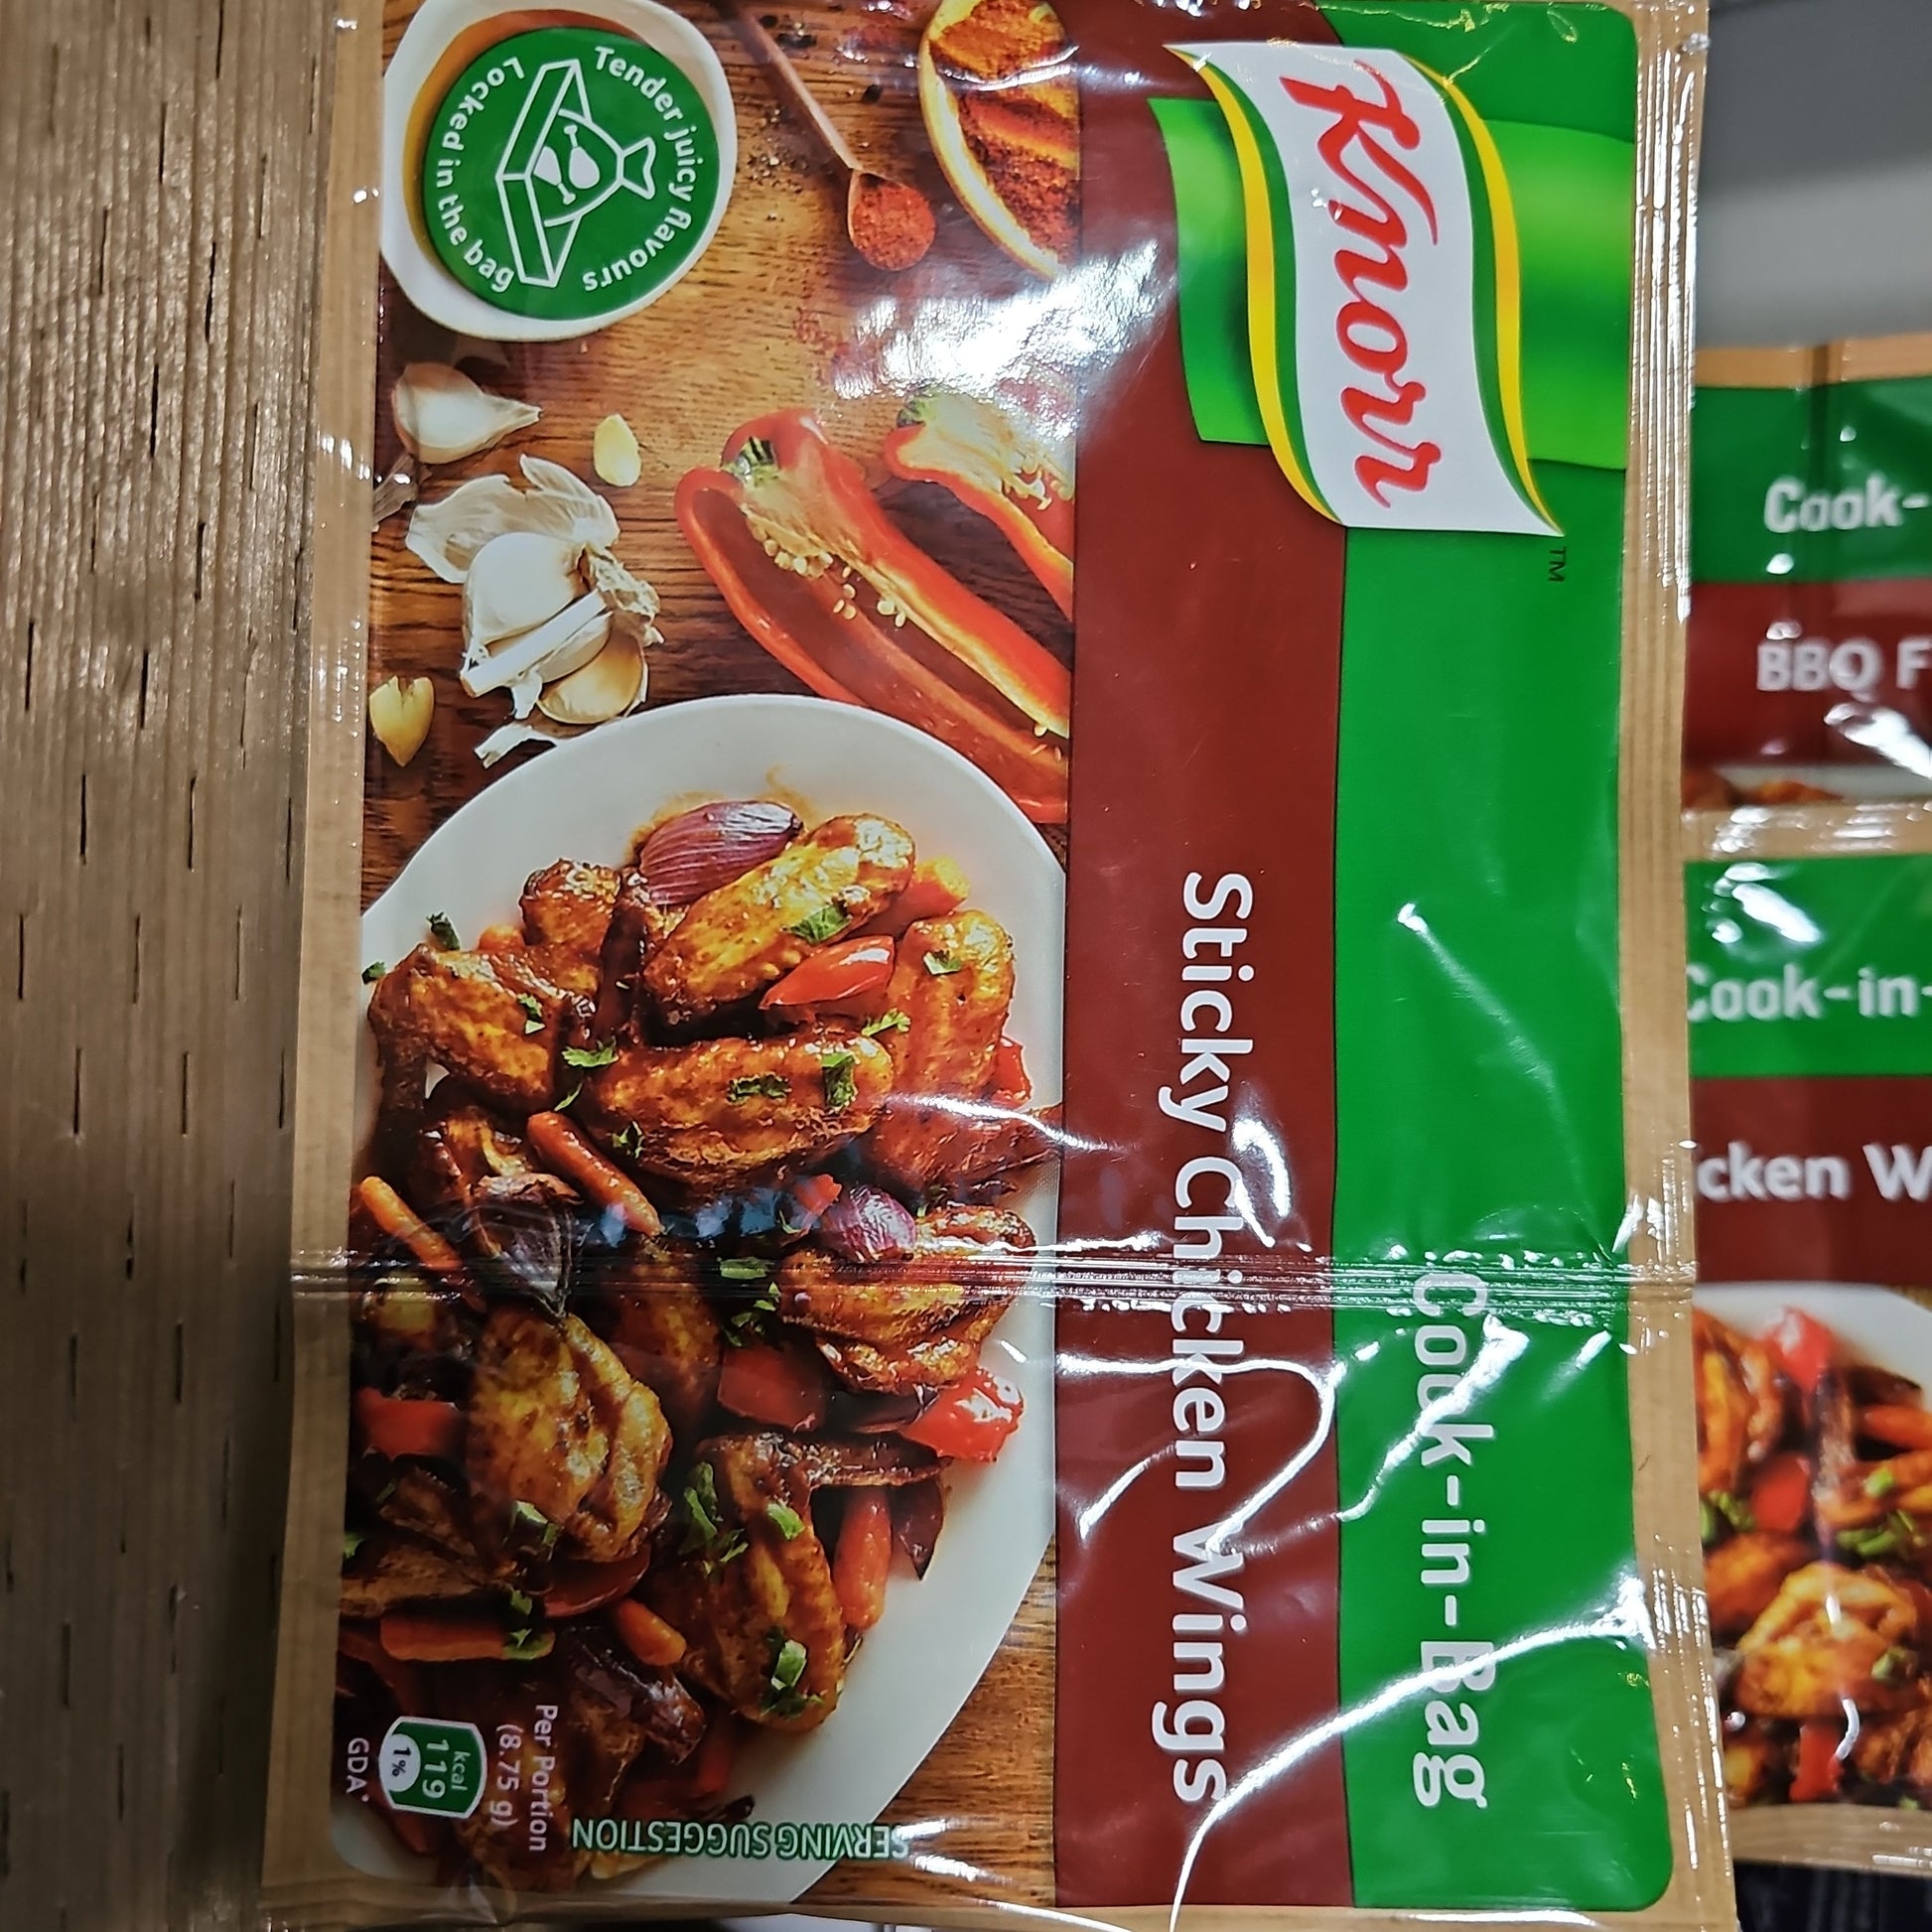 Knorr
TM
Cook-in-Bag
Sticky Chicken Wings
Tender juicy flavours
Locked in the bag
Per Portion
(8.75 g)
kcal
119
1%
GDA*
SERVING SUGGESTION
Cook-
BBQ F
Cook-in-
cken W